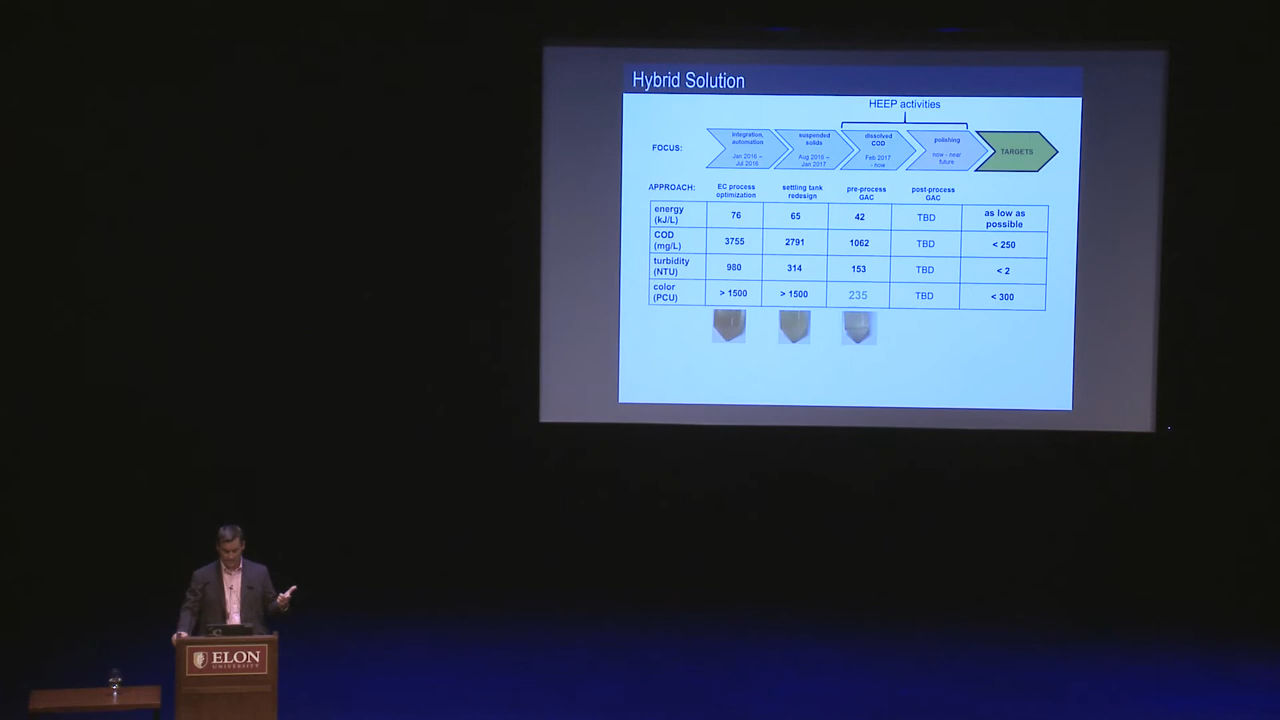 Hybrid Solution
HEEP activities
FOCUS:
integration,
automation
Jan 2016 –
Jul 2016
suspended
solids
Aug 2016 –
Jan 2017
dissolved
COD
Feb 2017
- now
polishing
now - near
future
TARGETS
APPROACH:
EC process
optimization
settling tank
redesign
pre-process
GAC
post-process
GAC
energy
(kJ/L)
76
65
42
TBD
as low as
possible
COD
(mg/L)
3755
2791
1062
TBD
< 250
turbidity
(NTU)
980
314
153
TBD
< 2
color
(PCU)
> 1500
> 1500
235
TBD
< 300
ELON
UNIVERSITY